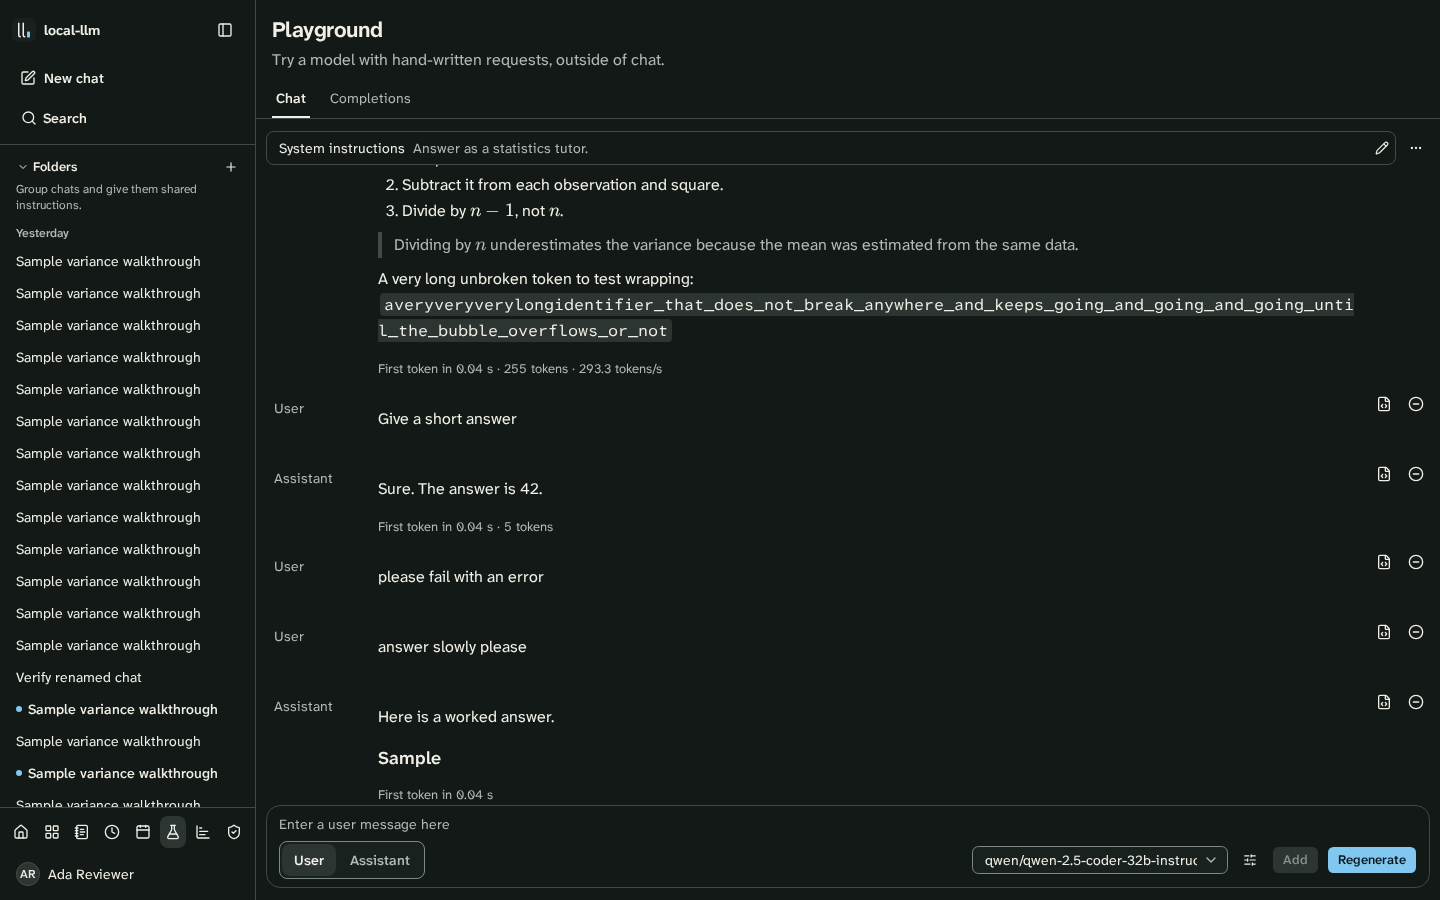 local-llm
New chat
Search
Folders
Group chats and give them shared
instructions.
Yesterday
Sample variance walkthrough
Sample variance walkthrough
Sample variance walkthrough
Sample variance walkthrough
Sample variance walkthrough
Sample variance walkthrough
Sample variance walkthrough
Sample variance walkthrough
Sample variance walkthrough
Sample variance walkthrough
Sample variance walkthrough
Sample variance walkthrough
Sample variance walkthrough
Verify renamed chat
Sample variance walkthrough
Sample variance walkthrough
Sample variance walkthrough
Sample variance walkthrough
AR Ada Reviewer
Playground
Try a model with hand-written requests, outside of chat.
Chat Completions
System instructions Answer as a statistics tutor.
2. Subtract it from each observation and square.
3. Divide by n − 1, not n.
Dividing by n underestimates the variance because the mean was estimated from the same data.
A very long unbroken token to test wrapping:
averyveryverylongidentifier_that_does_not_break_anywhere_and_keeps_going_and_going_and_going_unti
l_the_bubble_overflows_or_not
First token in 0.04 s · 255 tokens · 293.3 tokens/s
User
Give a short answer
Assistant
Sure. The answer is 42.
First token in 0.04 s · 5 tokens
User
please fail with an error
User
answer slowly please
Assistant
Here is a worked answer.
Sample
First token in 0.04 s
Enter a user message here
User Assistant qwen/qwen-2.5-coder-32b-instruc Add Regenerate